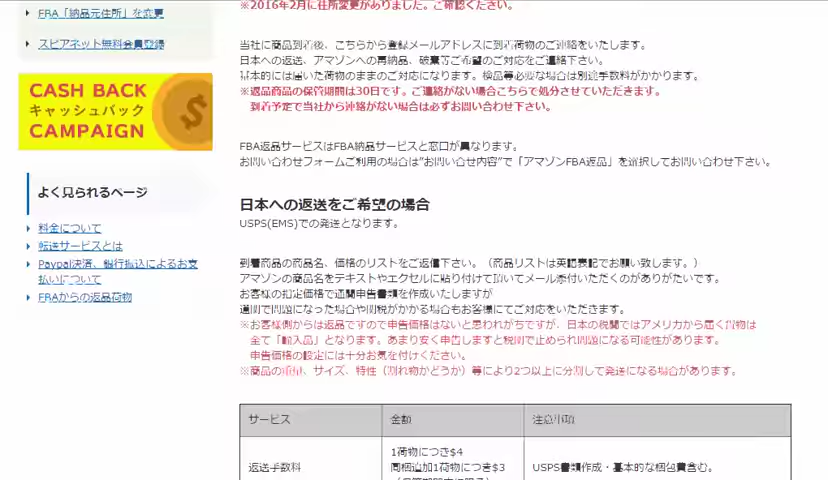 FBA「納品元住所」を変更
スピアネット無料会員登録
CASH BACK
キャッシュバック
CAMPAIGN
よく見られるページ
料金について
転送サービスとは
Paypal決済、銀行振込によるお支
払いについて
FBAからの返品荷物
※2016年2月に住所変更がありました。ご確認ください。
当社に商品到着後、こちらから登録メールアドレスに到着荷物のご連絡をいたします。
日本への返送、アマゾンへの再納品、破棄等ご希望のご対応をご連絡下さい。
基本的には届いた荷物のままのご対応になります。検品等必要な場合は別途手数料がかかります。
※返品商品の保管期間は30日です。ご連絡がない場合こちらで処分させていただきます。
到着予定で当社から連絡がない場合は必ずお問い合わせ下さい。
FBA返品サービスはFBA納品サービスと窓口が異なります。
お問い合わせフォームご利用の場合は"お問い合せ内容"で「アマゾンFBA返品」を選択してお問い合わせ下さい。
日本への返送をご希望の場合
USPS(EMS)での発送となります。
到着商品の商品名、価格のリストをご返信下さい。（商品リストは英語表記でお願い致します。）
アマゾンの商品名をテキストやエクセルに貼り付けて頂いてメール添付いただくのがありがたいです。
お客様の指定価格で通関申告書類を作成いたしますが
通関で問題になった場合や関税がかかる場合もお客様にてご対応をいただきます。
※お客様側からは返品ですので申告価格はないと思われがちですが、日本の税関ではアメリカから届く荷物は
全て「輸入品」となります。あまり安く申告しますと税関で止められ問題になる可能性があります。
申告価格の設定には十分お気を付けください。
※商品の重量、サイズ、特性（割れ物かどうか）等により2つ以上に分割して発送になる場合があります。
サービス
金額
注意事項
返送手数料
1荷物につき$4
同梱追加1荷物につき$3
USPS書類作成・基本的な梱包費含む。